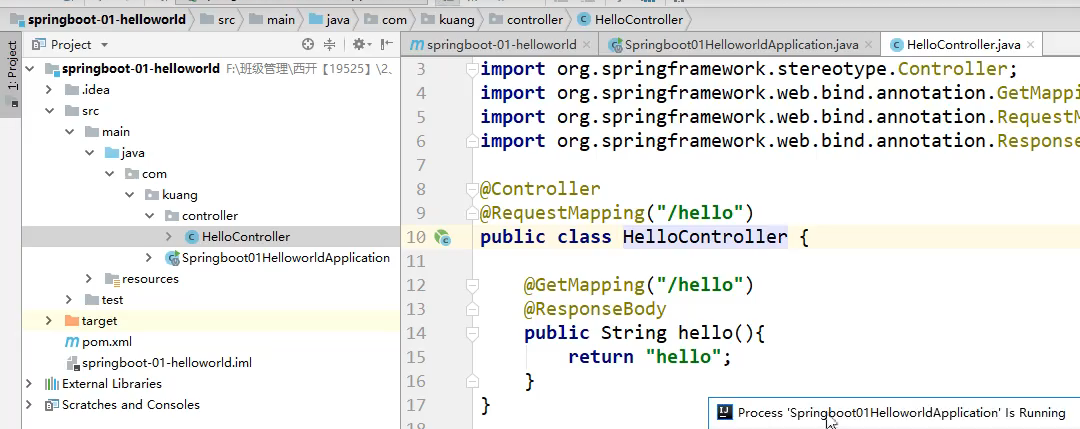 springboot-01-helloworld src main java com kuang controller HelloController
1: Project
Project
springboot-01-helloworld F:\班级管理\西开【19525】\2、
.idea
src
main
java
com
kuang
controller
HelloController
Springboot01HelloworldApplication
resources
test
target
pom.xml
springboot-01-helloworld.iml
External Libraries
Scratches and Consoles
springboot-01-helloworld Springboot01HelloworldApplication.java HelloController.java
3 import org.springframework.stereotype.Controller;
4 import org.springframework.web.bind.annotation.GetMappi
5 import org.springframework.web.bind.annotation.RequestM
6 import org.springframework.web.bind.annotation.Response
7
8 @Controller
9 @RequestMapping("/hello")
10 public class HelloController {
11
12 @GetMapping("/hello")
13 @ResponseBody
14 public String hello(){
15 return "hello";
16 }
17 }
18
Process 'Springboot01HelloworldApplication' Is Running